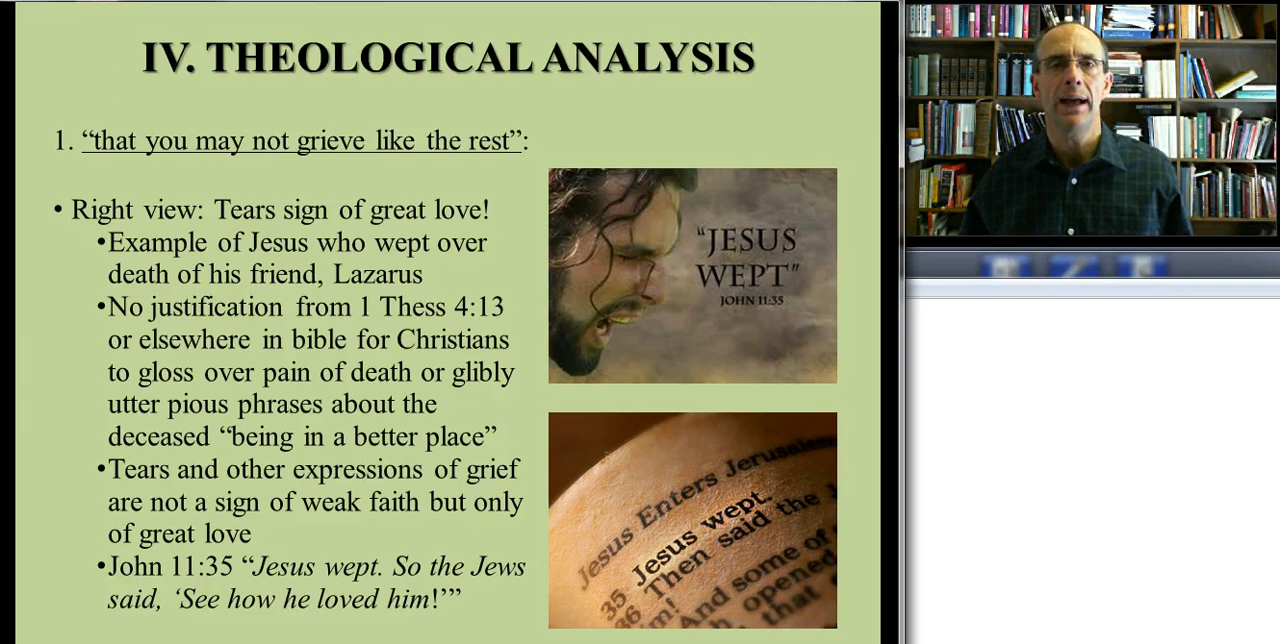 IV. THEOLOGICAL ANALYSIS
1. “that you may not grieve like the rest”:
• Right view: Tears sign of great love!
•Example of Jesus who wept over
death of his friend, Lazarus
•No justification from 1 Thess 4:13
or elsewhere in bible for Christians
to gloss over pain of death or glibly
utter pious phrases about the
deceased “being in a better place”
•Tears and other expressions of grief
are not a sign of weak faith but only
of great love
•John 11:35 “Jesus wept. So the Jews
said, ‘See how he loved him!’”
“JESUS
WEPT”
JOHN 11:35
Jesus Enters Jerusalem
35 Jesus wept.
36 Then said the
And some of
opened
that